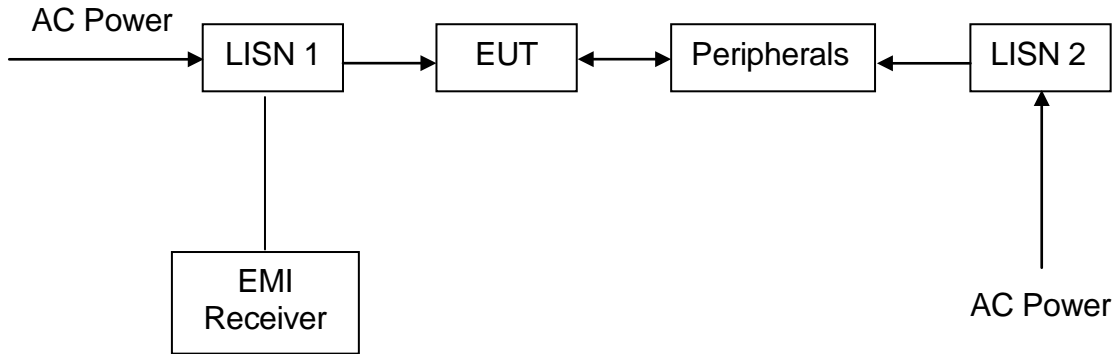 AC Power
LISN 1
EUT
Peripherals
LISN 2
EMI
Receiver
AC Power